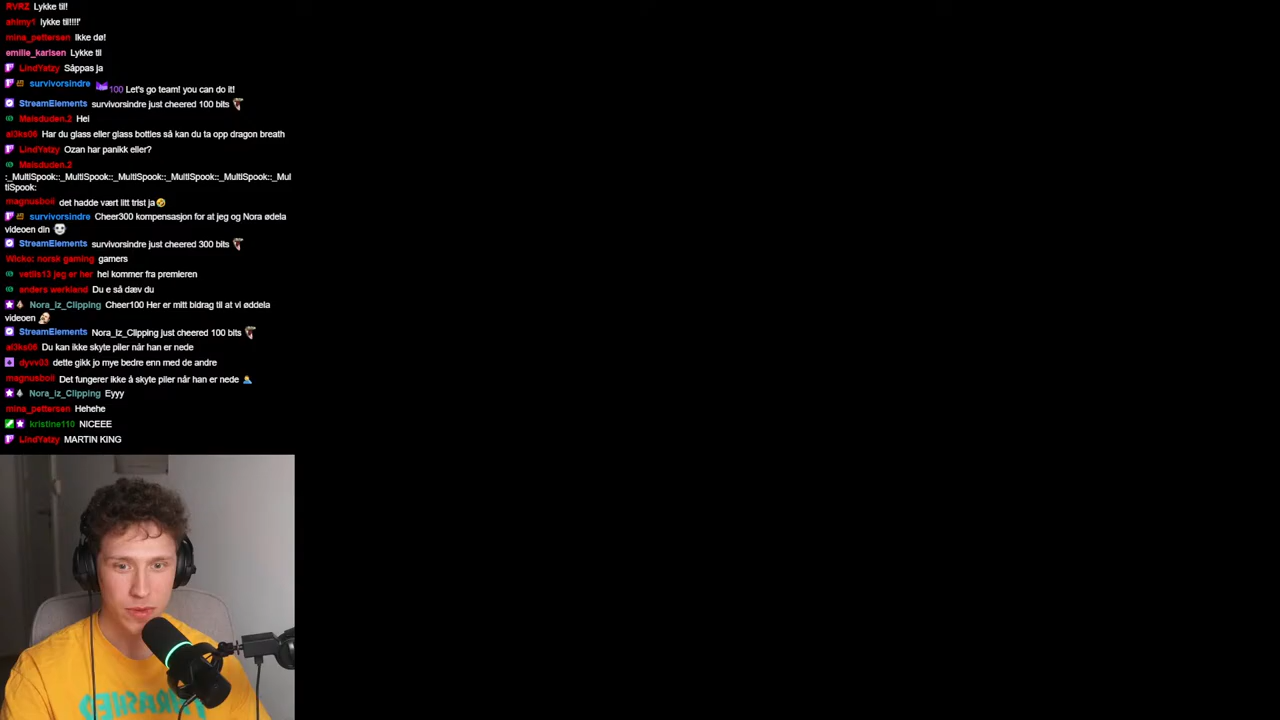 RVRZ Lykke til!
ahlmy1 lykke til!!!!'
mina_pettersen Ikke dø!
emilie_karlsen Lykke til
LindYatzy Såppas ja
survivorsindre 100 Let's go team! you can do it!
StreamElements survivorsindre just cheered 100 bits
Maisduden.2 Hei
al3ks06 Har du glass eller glass bottles så kan du ta opp dragon breath
LindYatzy Ozan har panikk eller?
Maisduden.2
:_MultiSpook::_MultiSpook::_MultiSpook::_MultiSpook::_MultiSpook::_Mul
tiSpook:
magnusboii det hadde vært litt trist ja
survivorsindre Cheer300 kompensasjon for at jeg og Nora ødela
videoen din
StreamElements survivorsindre just cheered 300 bits
Wicko: norsk gaming gamers
vetlis13 jeg er her hei kommer fra premieren
anders werkland Du e så dæv du
Nora_iz_Clipping Cheer100 Her er mitt bidrag til at vi øddela
videoen
StreamElements Nora_iz_Clipping just cheered 100 bits
al3ks06 Du kan ikke skyte piler når han er nede
dyvv03 dette gikk jo mye bedre enn med de andre
magnusboii Det fungerer ikke å skyte piler når han er nede
Nora_iz_Clipping Eyyy
mina_pettersen Hehehe
kristine110 NICEEE
LindYatzy MARTIN KING
THRASHER